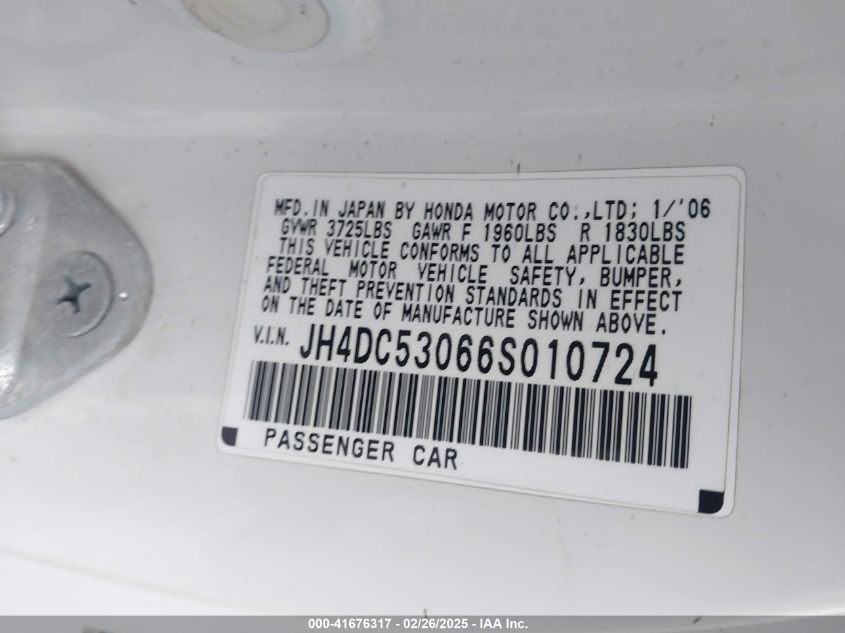 MFD. IN JAPAN BY HONDA MOTOR CO.,LTD; 1/'06
GVWR 3725LBS GAWR F 1960LBS R 1830LBS
THIS VEHICLE CONFORMS TO ALL APPLICABLE
FEDERAL MOTOR VEHICLE SAFETY, BUMPER,
AND THEFT PREVENTION STANDARDS IN EFFECT
ON THE DATE OF MANUFACTURE SHOWN ABOVE.
V.I.N. JH4DC53066S010724
PASSENGER CAR
000-41676317 - 02/26/2025 - IAA Inc.